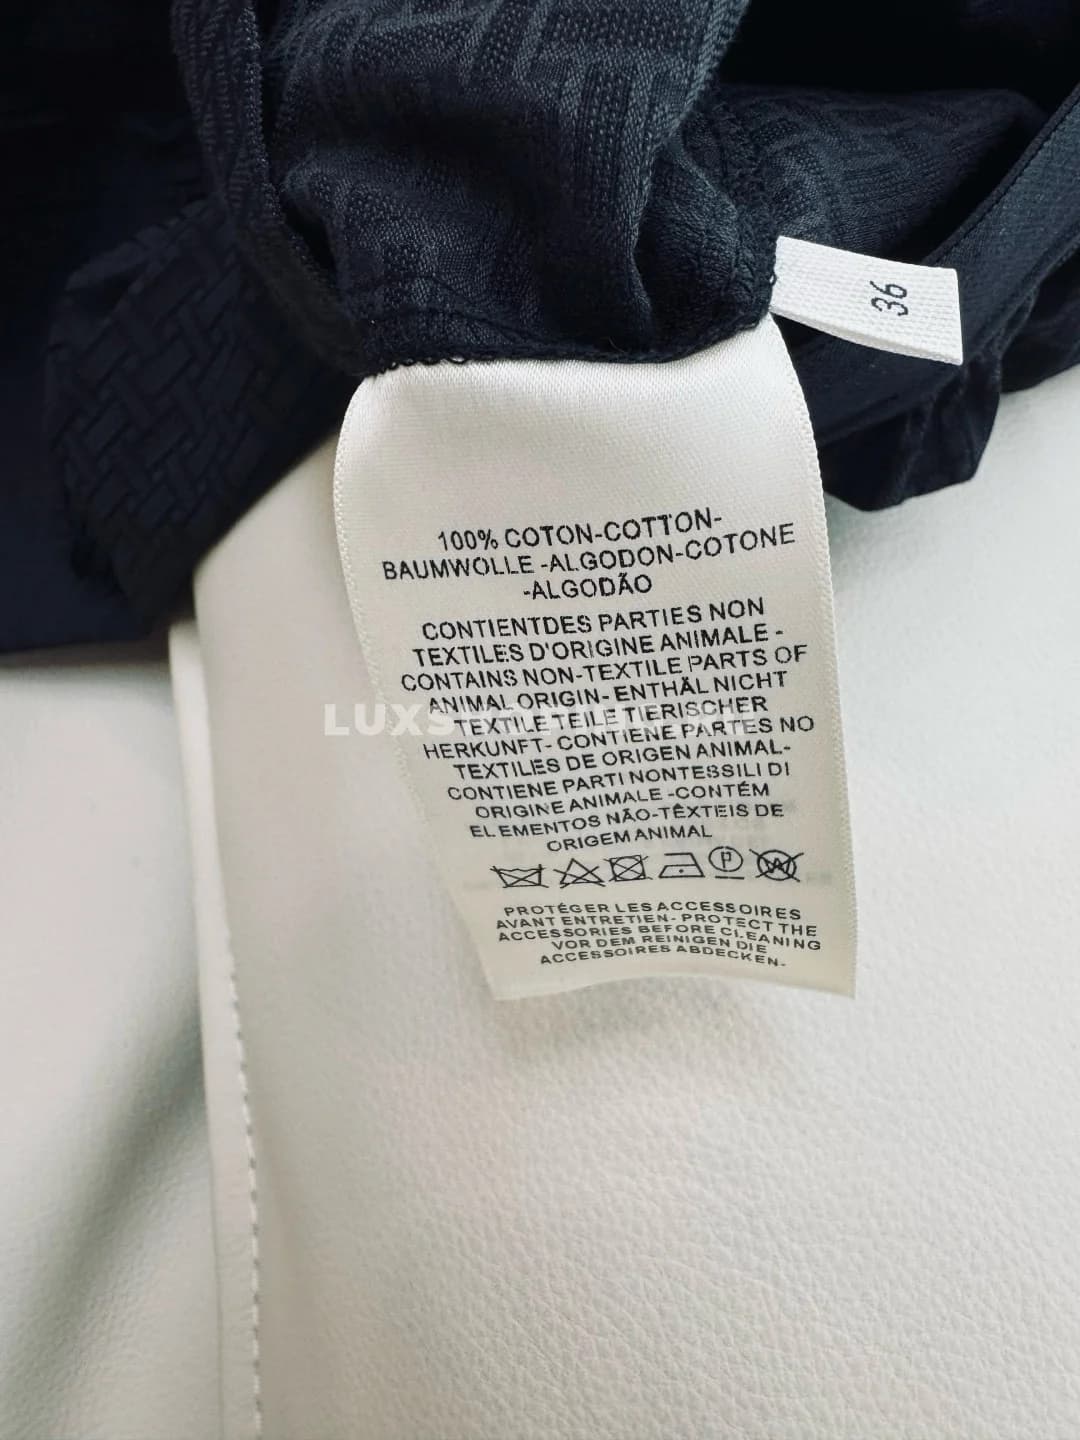 36
100% COTON-COTTON-
BAUMWOLLE -ALGODON-COTONE
-ALGODÃO
CONTIENTDES PARTIES NON
TEXTILES D'ORIGINE ANIMALE -
CONTAINS NON-TEXTILE PARTS OF
ANIMAL ORIGIN- ENTHÄL NICHT
TEXTILE TEILE TIERISCHER
HERKUNFT- CONTIENE PARTES NO
TEXTILES DE ORIGEN ANIMAL-
CONTIENE PARTI NONTESSILI DI
ORIGINE ANIMALE -CONTÉM
EL EMENTOS NÃO-TÊXTEIS DE
ORIGEM ANIMAL
P W
PROTÉGER LES ACCESSOIRES
AVANT ENTRETIEN- PROTECT THE
ACCESSORIES BEFORE CLEANING
VOR DEM REINIGEN DIE
ACCESSOIRES ABDECKEN-